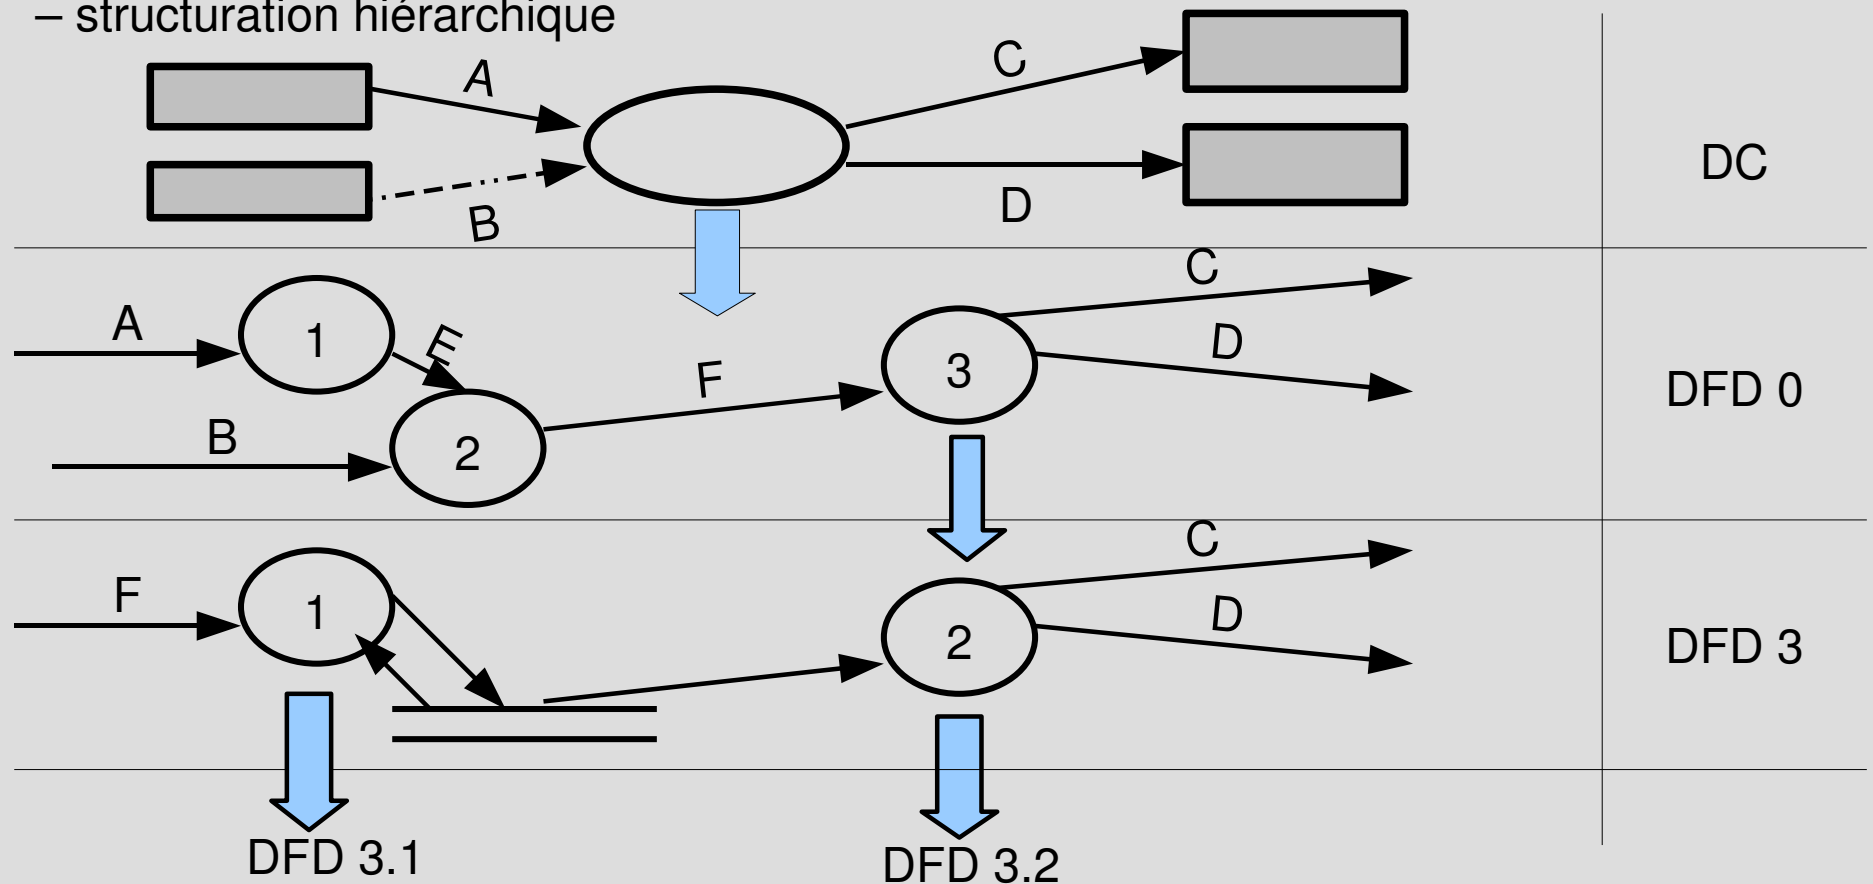 – structuration hiérarchique
A
C
B
D
DC
A
1
E
B
2
F
3
C
D
DFD 0
F
1
2
C
D
DFD 3
DFD 3.1
DFD 3.2